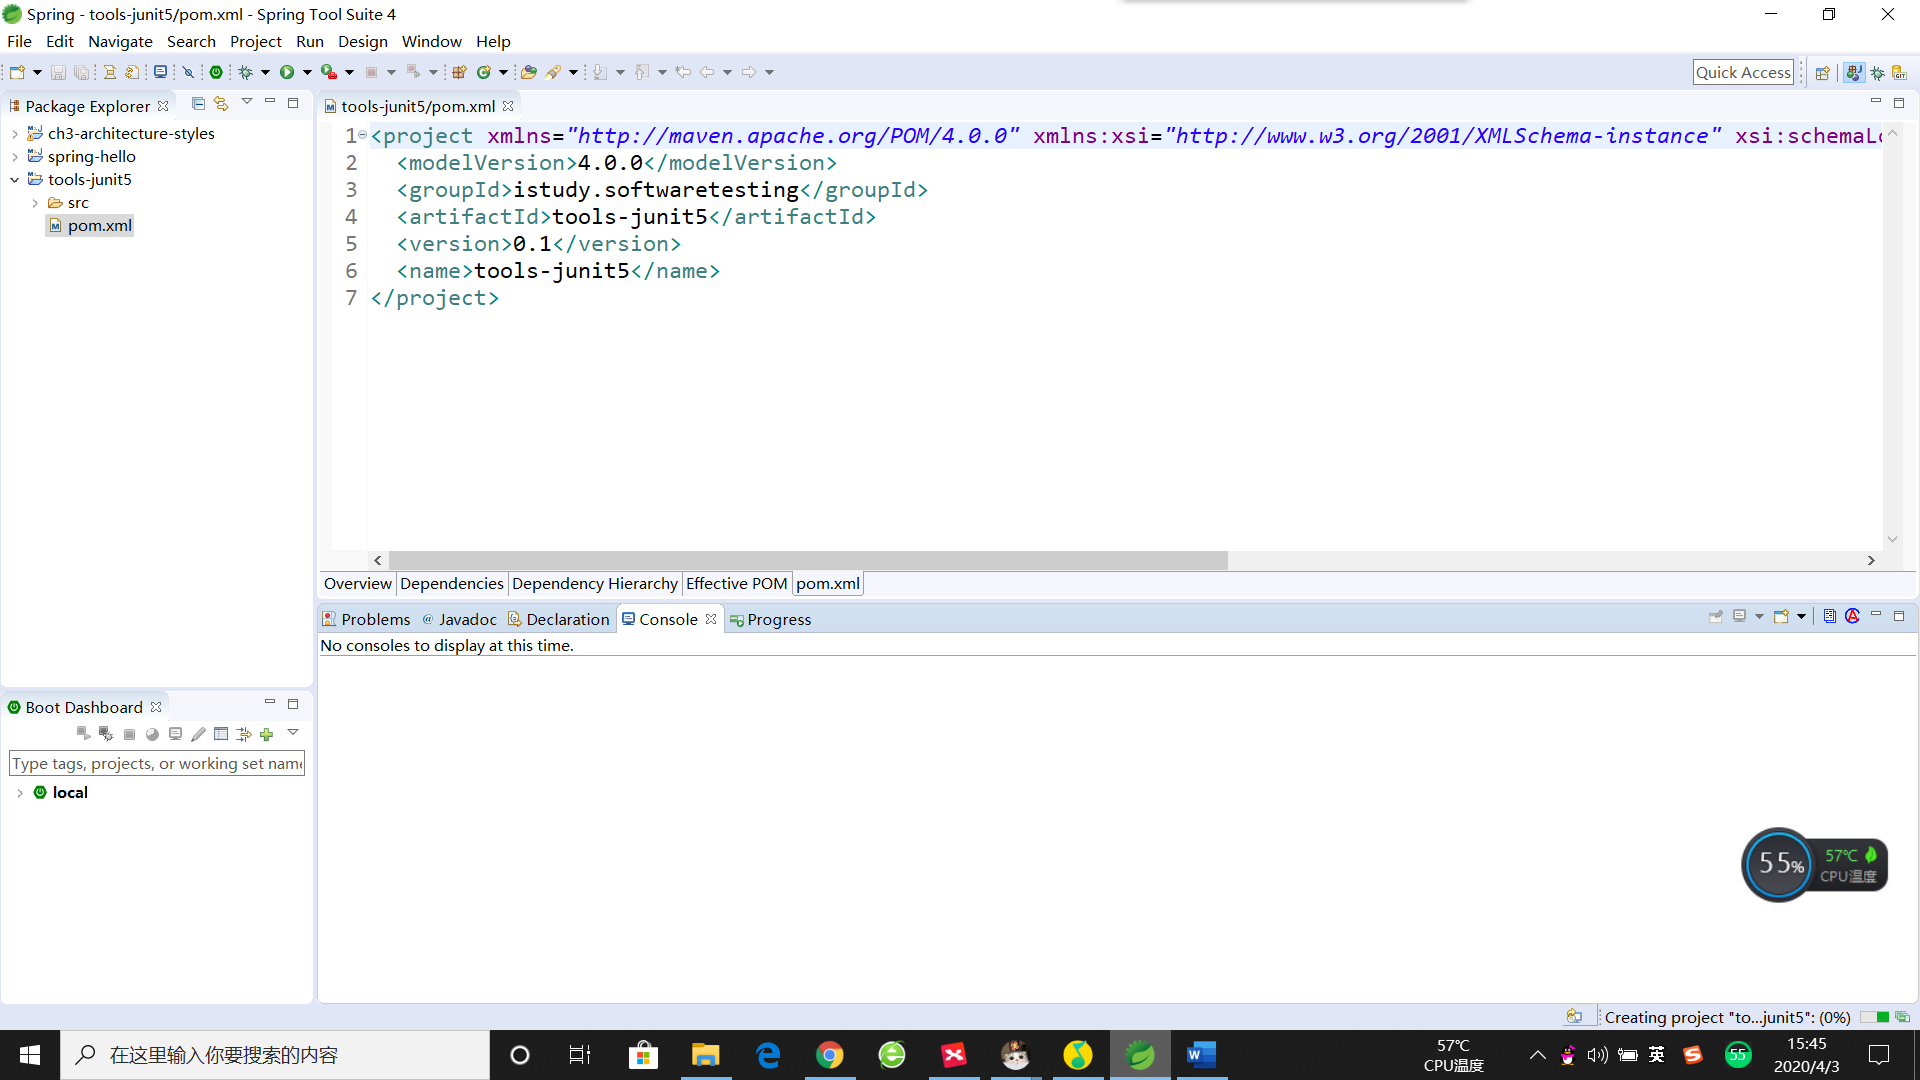 Spring - tools-junit5/pom.xml - Spring Tool Suite 4
File Edit Navigate Search Project Run Design Window Help
Quick Access
Package Explorer
ch3-architecture-styles
spring-hello
tools-junit5
src
pom.xml
tools-junit5/pom.xml
1 <project xmlns="http://maven.apache.org/POM/4.0.0" xmlns:xsi="http://www.w3.org/2001/XMLSchema-instance" xsi:schemaLo
2 <modelVersion>4.0.0</modelVersion>
3 <groupId>istudy.softwaretesting</groupId>
4 <artifactId>tools-junit5</artifactId>
5 <version>0.1</version>
6 <name>tools-junit5</name>
7 </project>
Overview Dependencies Dependency Hierarchy Effective POM pom.xml
Problems @ Javadoc Declaration Console Progress
No consoles to display at this time.
Boot Dashboard
Type tags, projects, or working set name
local
55%
57℃
CPU温度
Creating project "to...junit5": (0%)
在这里输入你要搜索的内容
57℃
CPU温度
英
55
15:45
2020/4/3